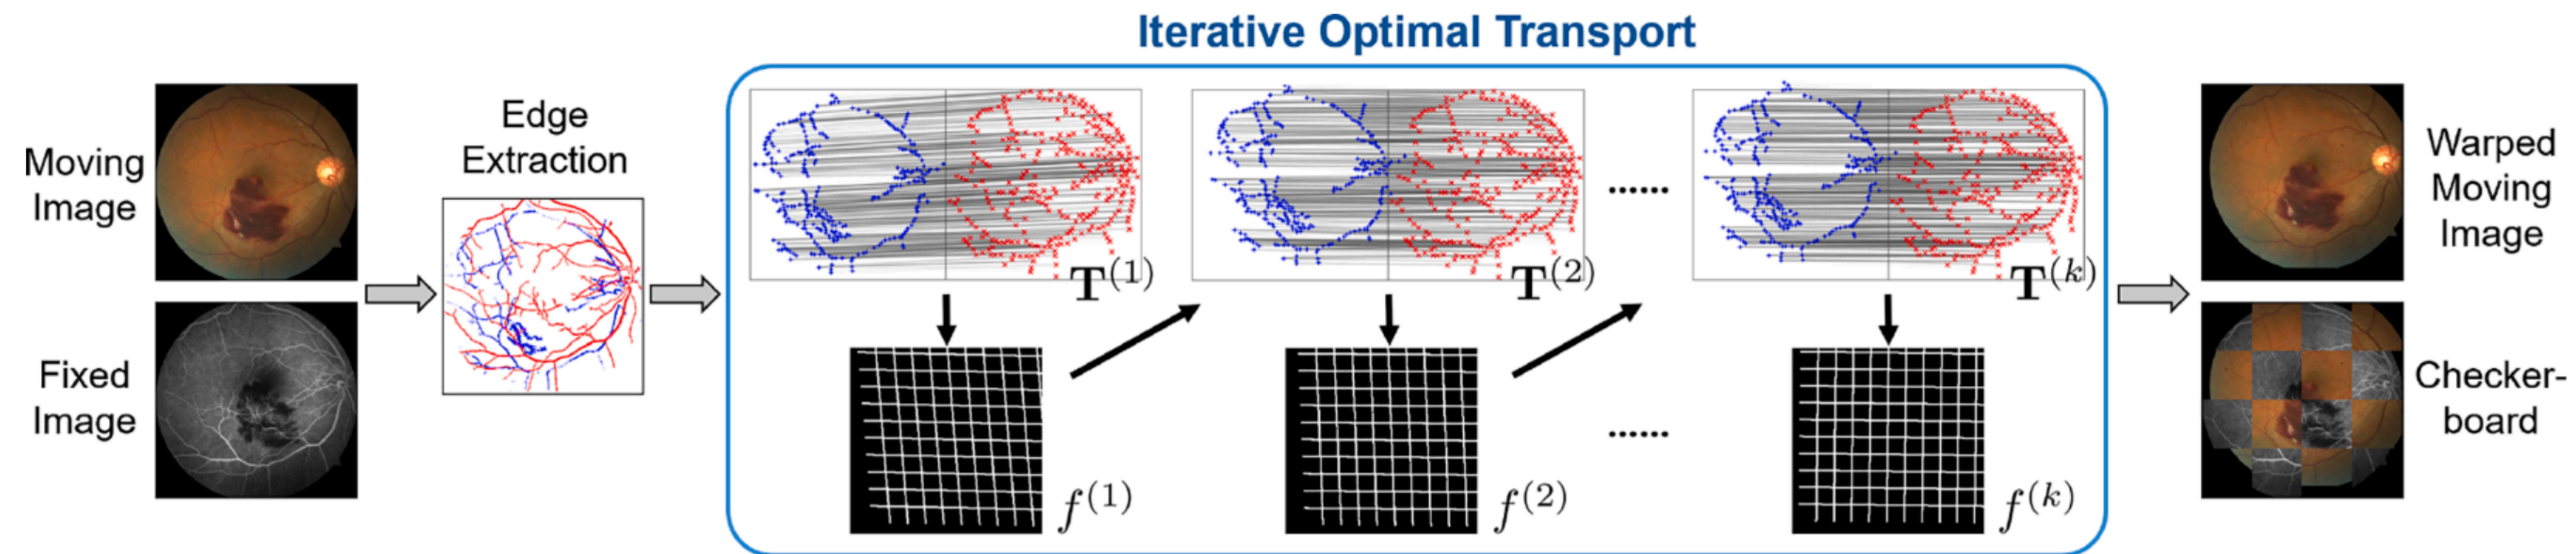 Iterative Optimal Transport
Moving
Image
Fixed
Image
Edge
Extraction
T(1)
T(2)
......
T(k)
f(1)
f(2)
......
f(k)
Warped
Moving
Image
Checker-
board